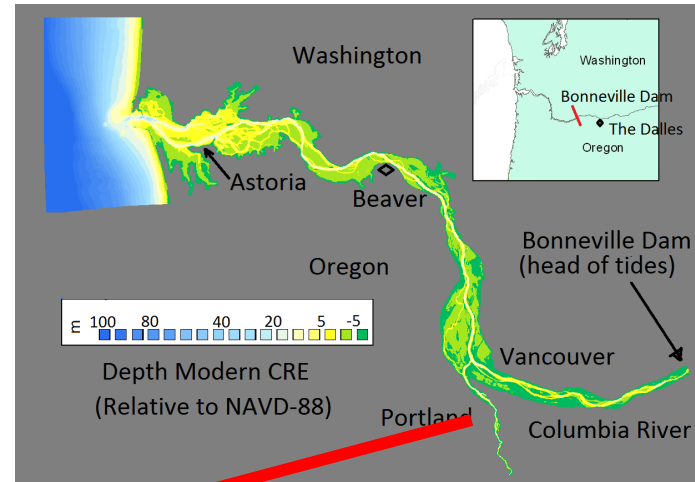 Washington
Washington
Bonneville Dam
The Dalles
Oregon
Astoria
Beaver
Bonneville Dam
(head of tides)
Oregon
m
100 80 40 20 5 -5
Depth Modern CRE
(Relative to NAVD-88)
Vancouver
Portland
Columbia River